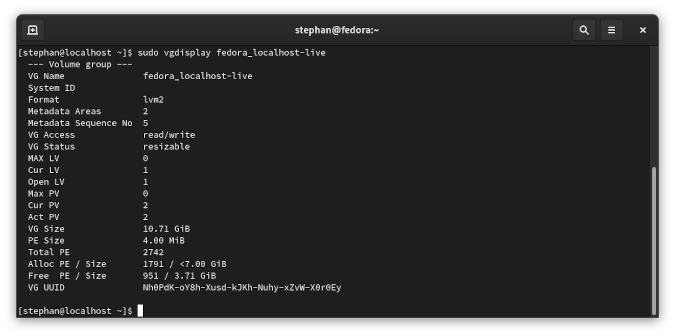 stephan@fedora:~
[stephan@localhost ~]$ sudo vgdisplay fedora_localhost-live
--- Volume group ---
VG Name fedora_localhost-live
System ID
Format lvm2
Metadata Areas 2
Metadata Sequence No 5
VG Access read/write
VG Status resizable
MAX LV 0
Cur LV 1
Open LV 1
Max PV 0
Cur PV 2
Act PV 2
VG Size 10.71 GiB
PE Size 4.00 MiB
Total PE 2742
Alloc PE / Size 1791 / <7.00 GiB
Free PE / Size 951 / 3.71 GiB
VG UUID Nh0PdK-oY8h-Xusd-kJKh-Nuhy-xZvW-X0r0Ey
[stephan@localhost ~]$